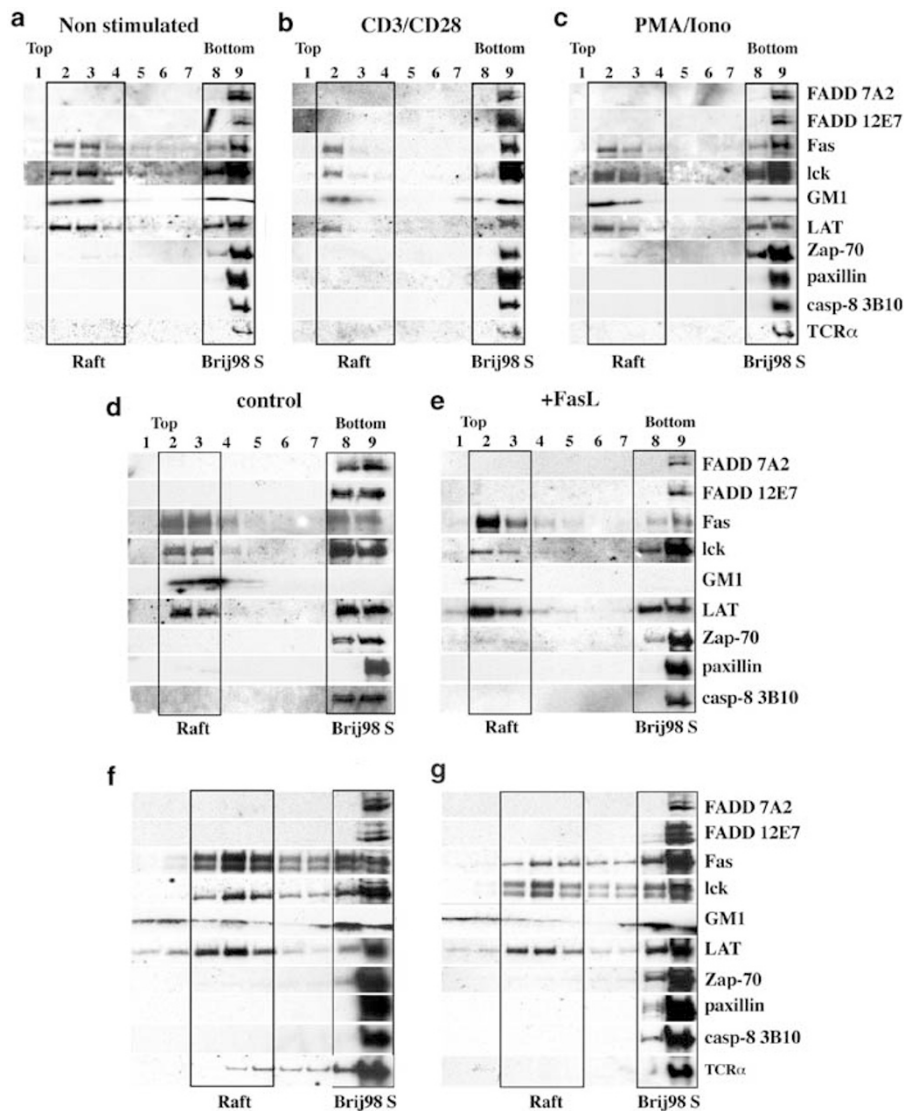 a Non stimulated b CD3/CD28 c PMA/Iono
Top Bottom Top Bottom Top Bottom
1 2 3 4 5 6 7 8 9 1 2 3 4 5 6 7 8 9 1 2 3 4 5 6 7 8 9
FADD 7A2
FADD 12E7
Fas
lck
GM1
LAT
Zap-70
paxillin
casp-8 3B10
TCRα
Raft Brij98 S Raft Brij98 S Raft Brij98 S
d control e +FasL
Top Bottom Top Bottom
1 2 3 4 5 6 7 8 9 1 2 3 4 5 6 7 8 9
FADD 7A2
FADD 12E7
Fas
lck
GM1
LAT
Zap-70
paxillin
casp-8 3B10
Raft Brij98 S Raft Brij98 S
f g
FADD 7A2
FADD 12E7
Fas
lck
GM1
LAT
Zap-70
paxillin
casp-8 3B10
TCRα
Raft Brij98 S Raft Brij98 S